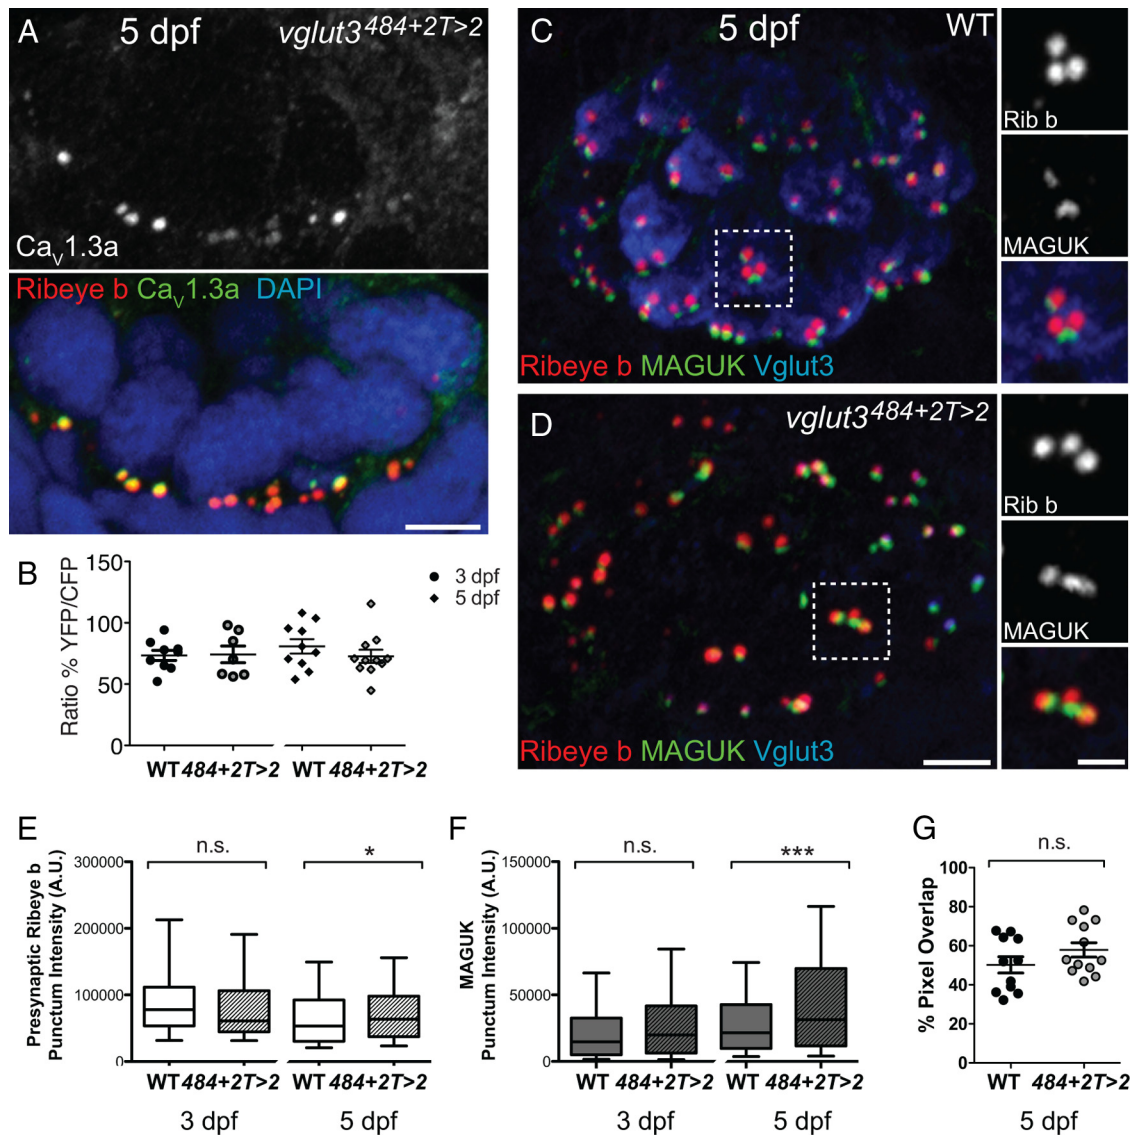 A
5 dpf
vglut3 484+2T>2
CaV1.3a
Ribeye b CaV1.3a DAPI
B
Ratio % YFP/CFP
150
100
50
0
3 dpf
5 dpf
WT 484+2T>2 WT 484+2T>2
C
5 dpf
WT
Ribeye b MAGUK Vglut3
Rib b
MAGUK
D
vglut3 484+2T>2
Ribeye b MAGUK Vglut3
Rib b
MAGUK
E
Presynaptic Ribeye b
Punctum Intensity (A.U.)
300000
200000
100000
0
n.s.
*
WT 484+2T>2 WT 484+2T>2
3 dpf
5 dpf
F
MAGUK
Punctum Intensity (A.U.)
150000
100000
50000
0
n.s.
***
WT 484+2T>2 WT 484+2T>2
3 dpf
5 dpf
G
% Pixel Overlap
100
80
60
40
20
0
n.s.
WT 484+2T>2
5 dpf